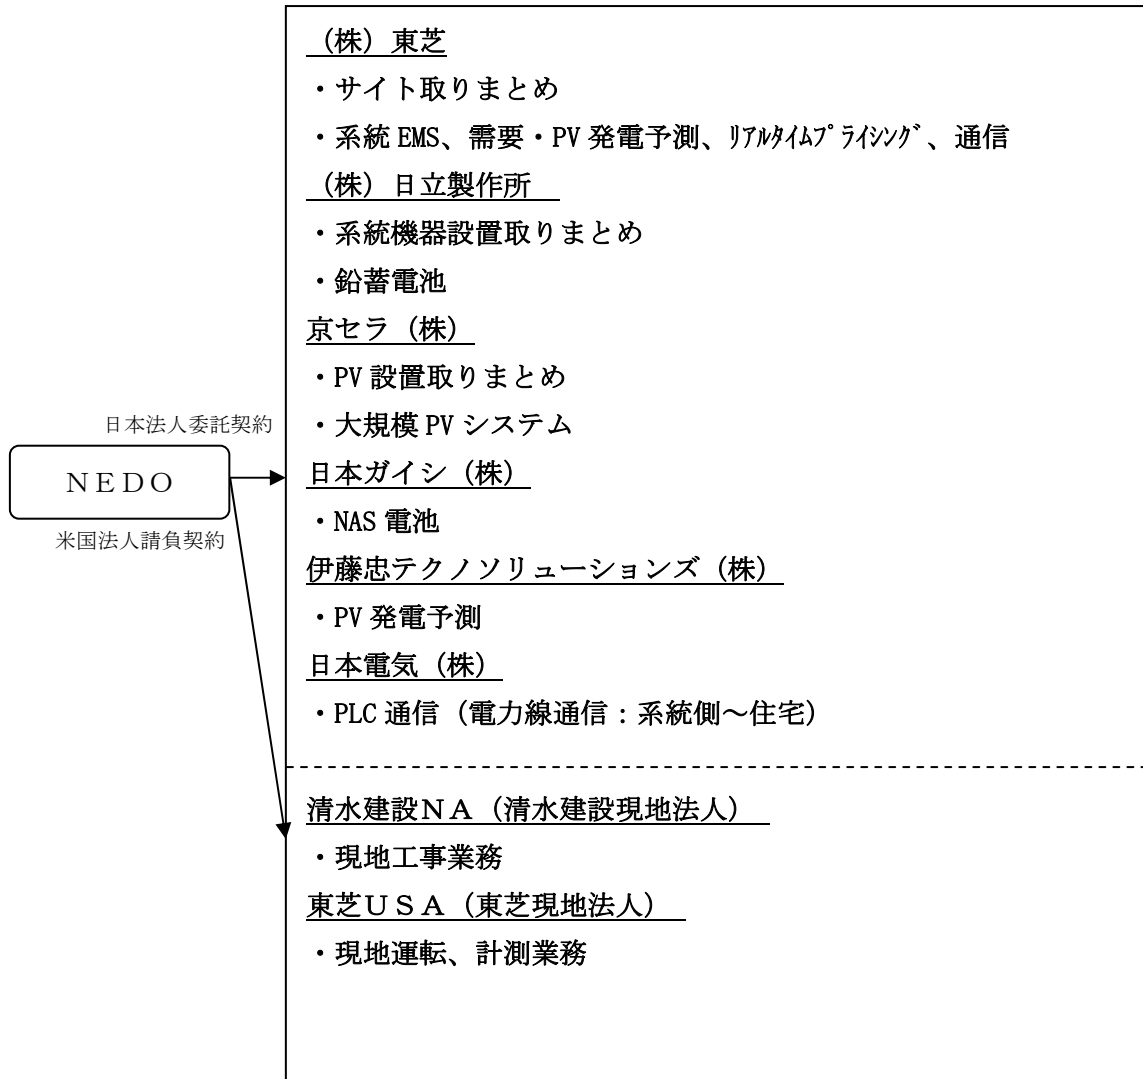 （株）東芝
・サイト取りまとめ
・系統 EMS、需要・PV 発電予測、ﾘｱﾙﾀｲﾑﾌﾟﾗｲｼﾝｸﾞ、通信
（株）日立製作所
・系統機器設置取りまとめ
・鉛蓄電池
京セラ（株）
・PV 設置取りまとめ
・大規模 PV システム
日本法人委託契約
ＮＥＤＯ
米国法人請負契約
日本ガイシ（株）
・NAS 電池
伊藤忠テクノソリューションズ（株）
・PV 発電予測
日本電気（株）
・PLC 通信（電力線通信：系統側～住宅）
清水建設ＮＡ（清水建設現地法人）
・現地工事業務
東芝ＵＳＡ（東芝現地法人）
・現地運転、計測業務